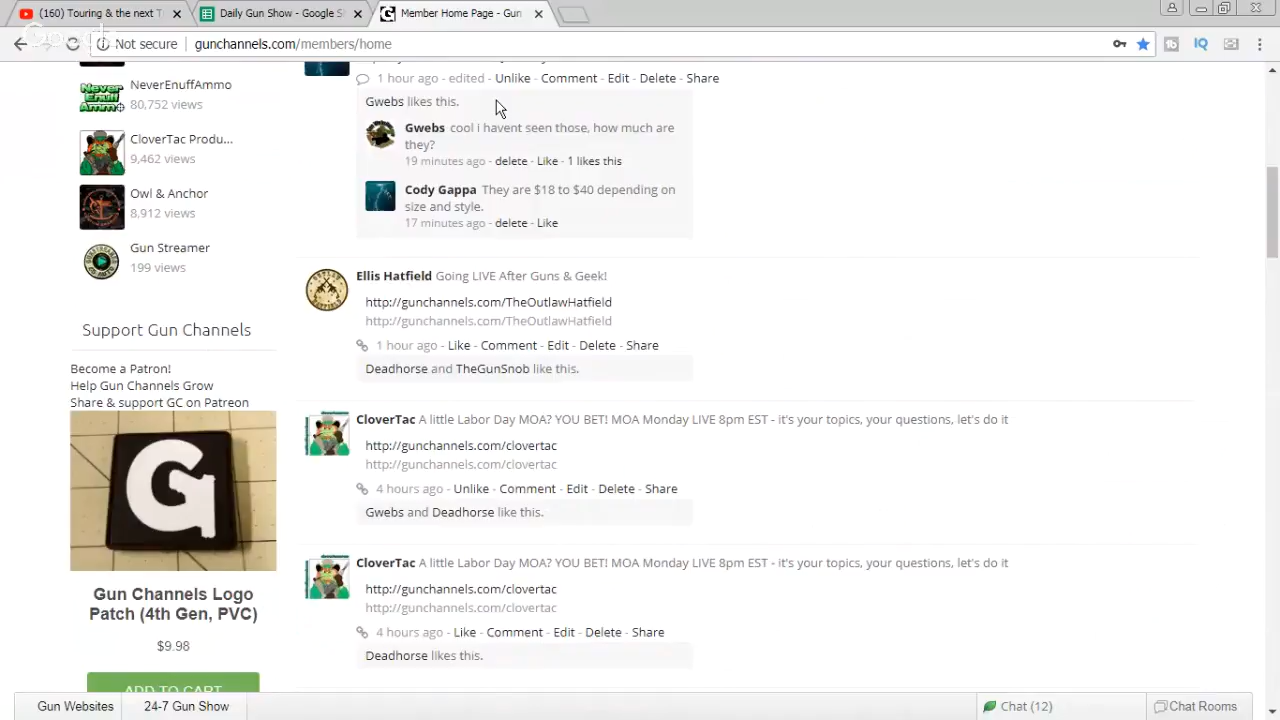 (160) Touring & the next T
Daily Gun Show - Google S
Member Home Page - Gun
Not secure
gunchannels.com/members/home
NeverEnuffAmmo
80,752 views
CloverTac Produ...
9,462 views
Owl & Anchor
8,912 views
Gun Streamer
199 views
Support Gun Channels
Become a Patron!
Help Gun Channels Grow
Share & support GC on Patreon
Gun Channels Logo
Patch (4th Gen, PVC)
$9.98
ADD TO CART
1 hour ago - edited - Unlike - Comment - Edit - Delete - Share
Gwebs likes this.
Gwebs cool i havent seen those, how much are
they?
19 minutes ago - delete - Like - 1 likes this
Cody Gappa They are $18 to $40 depending on
size and style.
17 minutes ago - delete - Like
Ellis Hatfield Going LIVE After Guns & Geek!
http://gunchannels.com/TheOutlawHatfield
http://gunchannels.com/TheOutlawHatfield
1 hour ago - Like - Comment - Edit - Delete - Share
Deadhorse and TheGunSnob like this.
CloverTac A little Labor Day MOA? YOU BET! MOA Monday LIVE 8pm EST - it's your topics, your questions, let's do it
http://gunchannels.com/clovertac
http://gunchannels.com/clovertac
4 hours ago - Unlike - Comment - Edit - Delete - Share
Gwebs and Deadhorse like this.
CloverTac A little Labor Day MOA? YOU BET! MOA Monday LIVE 8pm EST - it's your topics, your questions, let's do it
http://gunchannels.com/clovertac
http://gunchannels.com/clovertac
4 hours ago - Like - Comment - Edit - Delete - Share
Deadhorse likes this.
Gun Websites
24-7 Gun Show
Chat (12)
Chat Rooms